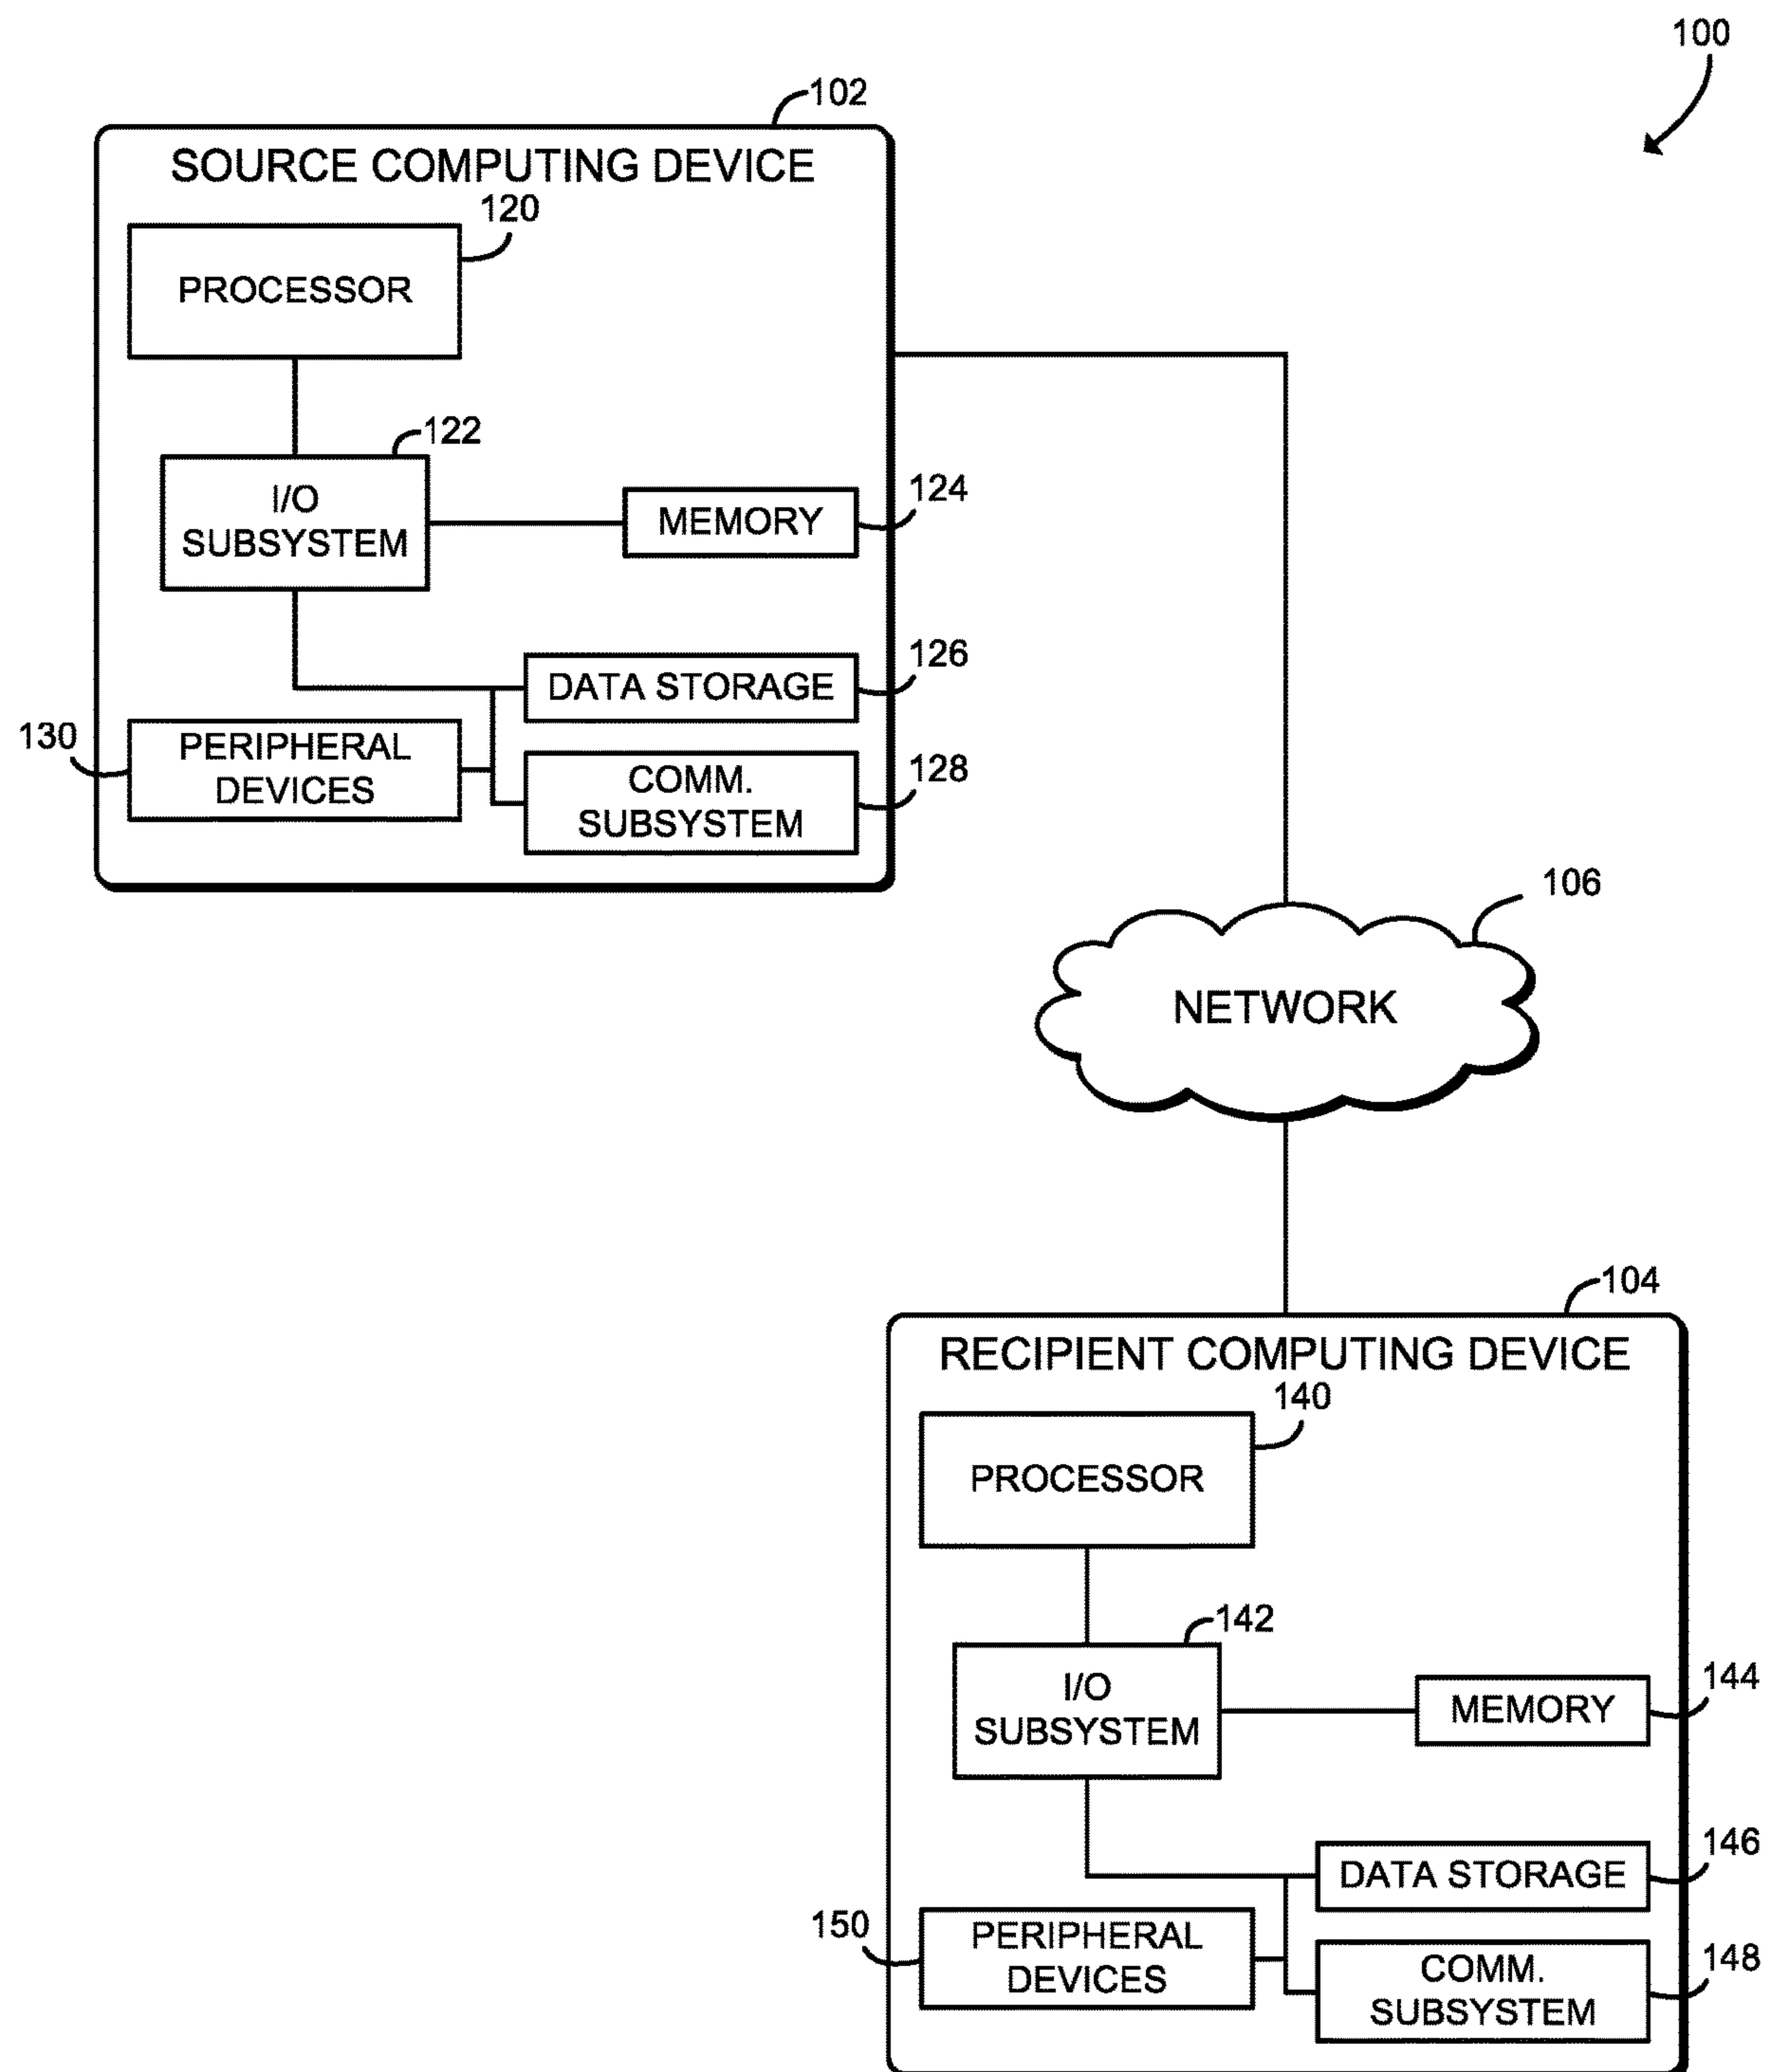 100
102
SOURCE COMPUTING DEVICE
120
PROCESSOR
122
I/O
SUBSYSTEM
124
MEMORY
126
DATA STORAGE
130
PERIPHERAL
DEVICES
128
COMM.
SUBSYSTEM
106
NETWORK
104
RECIPIENT COMPUTING DEVICE
140
PROCESSOR
142
I/O
SUBSYSTEM
144
MEMORY
146
DATA STORAGE
150
PERIPHERAL
DEVICES
148
COMM.
SUBSYSTEM